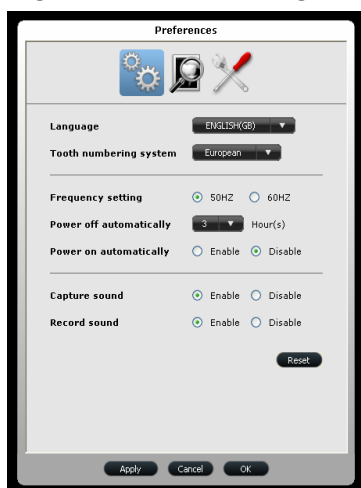 Preferences
Language ENGLISH(GB)
Tooth numbering system European
Frequency setting 50HZ 60HZ
Power off automatically 3 Hour(s)
Power on automatically Enable Disable
Capture sound Enable Disable
Record sound Enable Disable
Reset
Apply Cancel OK